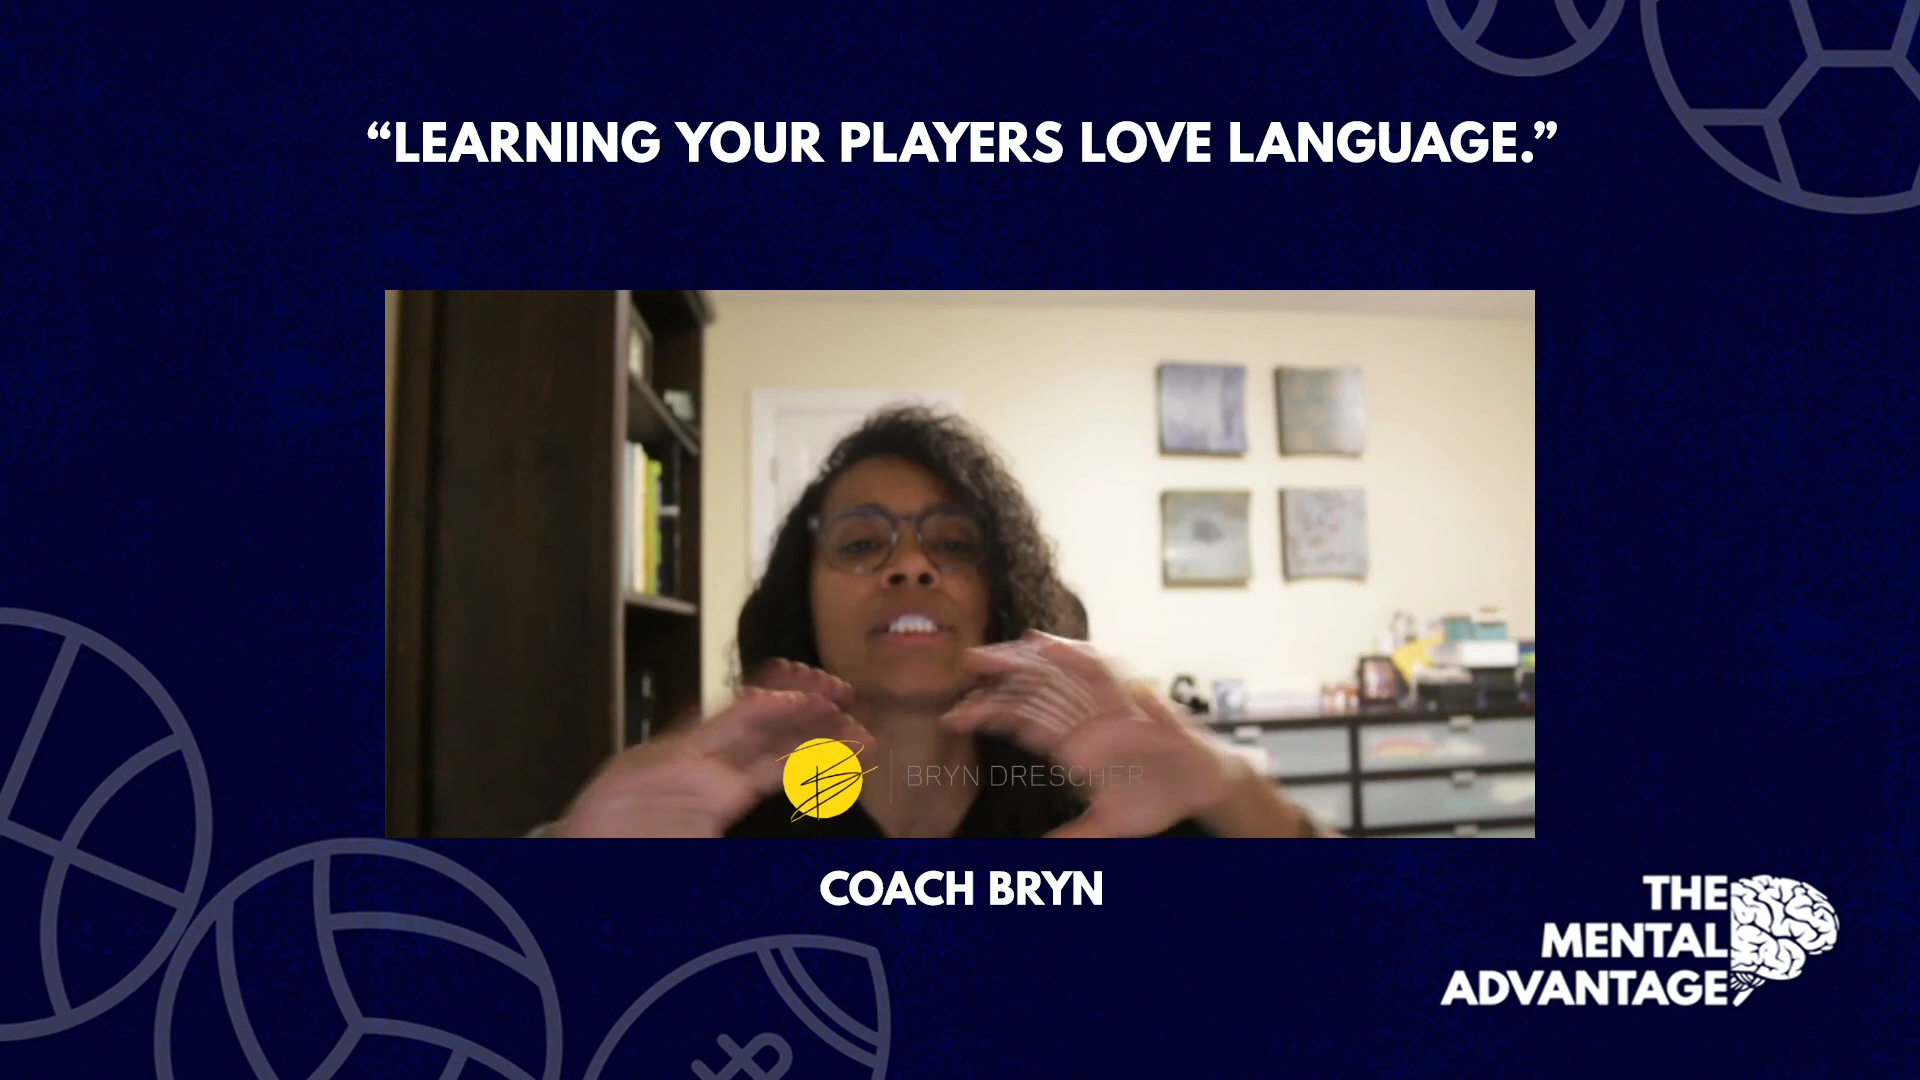 “LEARNING YOUR PLAYERS LOVE LANGUAGE.”
BRYN DRESCHER
COACH BRYN
THE
MENTAL
ADVANTAGE